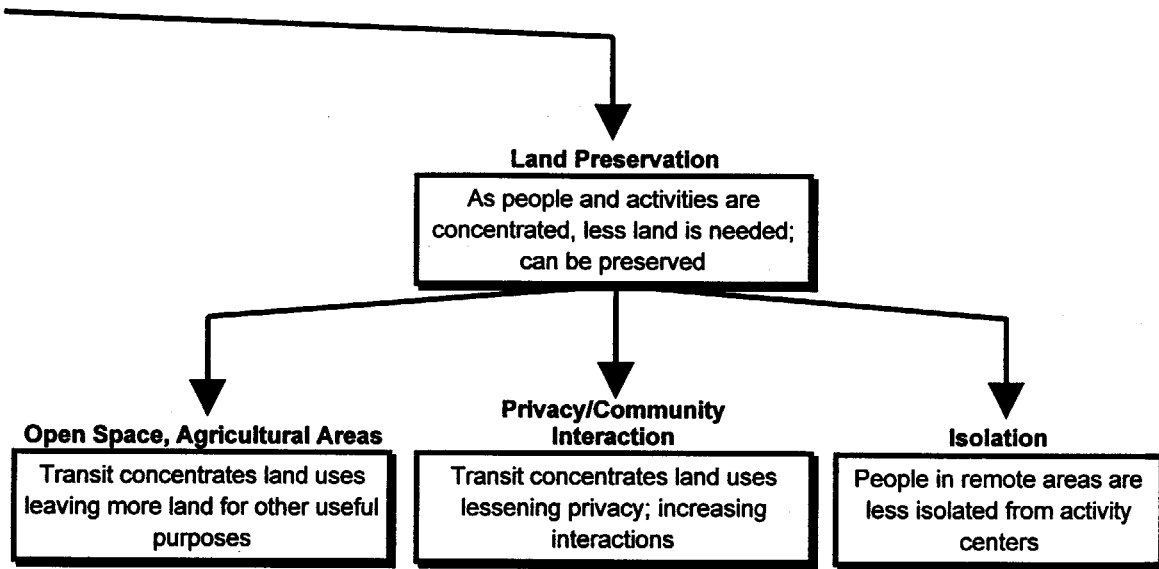 Land Preservation
As people and activities are
concentrated, less land is needed;
can be preserved
Open Space, Agricultural Areas
Transit concentrates land uses
leaving more land for other useful
purposes
Privacy/Community
Interaction
Transit concentrates land uses
lessening privacy; increasing
interactions
Isolation
People in remote areas are
less isolated from activity
centers